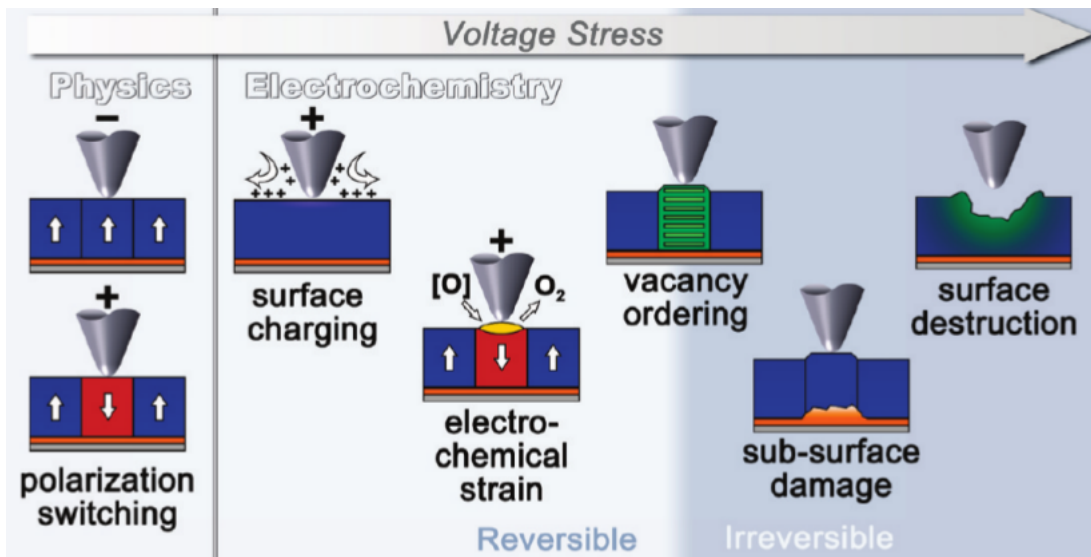 Voltage Stress
Physics
Electrochemistry
−
+
polarization
switching
+
+ + + + + + + + + +
surface
charging
+
[O]
O₂
electro-
chemical
strain
vacancy
ordering
sub-surface
damage
surface
destruction
Reversible
Irreversible